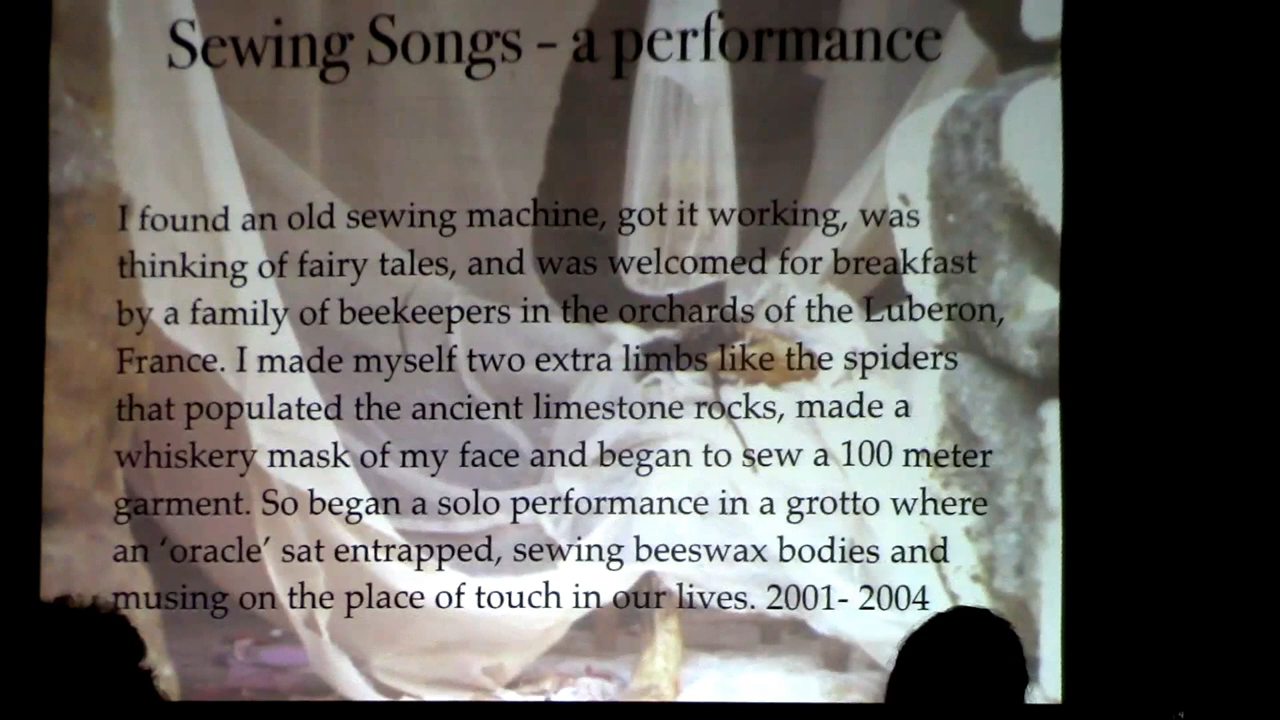 Sewing Songs - a performance
I found an old sewing machine, got it working, was
thinking of fairy tales, and was welcomed for breakfast
by a family of beekeepers in the orchards of the Luberon,
France. I made myself two extra limbs like the spiders
that populated the ancient limestone rocks, made a
whiskery mask of my face and began to sew a 100 meter
garment. So began a solo performance in a grotto where
an ‘oracle’ sat entrapped, sewing beeswax bodies and
musing on the place of touch in our lives. 2001- 2004